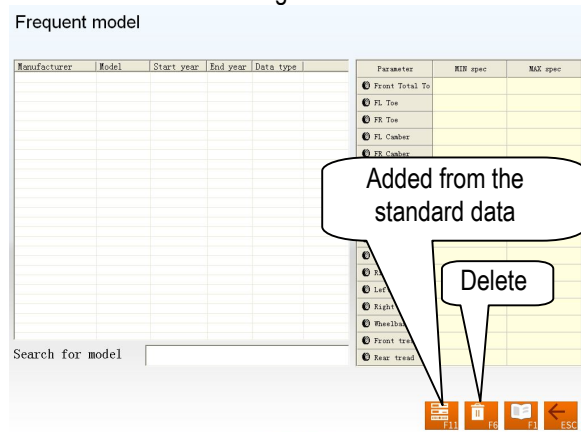 Frequent model
Manufacturer Model Start year End year Data type
Parameter MIN spec MAX spec
Front Total To
FL Toe
FR Toe
FL Camber
FR Camber
Added from the
standard data
Delete
Right
Wheelba
Front tre
Rear tread
Search for model
F11 F6 F1 ESC